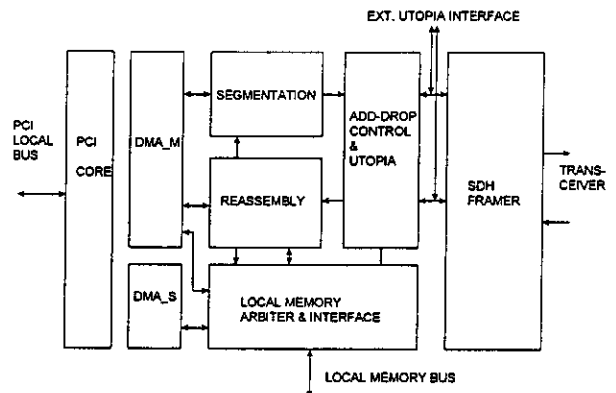 EXT. UTOPIA INTERFACE
PCI
LOCAL
BUS
PCI
CORE
DMA_M
SEGMENTATION
REASSEMBLY
ADD-DROP
CONTROL
&
UTOPIA
SDH
FRAMER
TRANS-
CEIVER
DMA_S
LOCAL MEMORY
ARBITER & INTERFACE
LOCAL MEMORY BUS